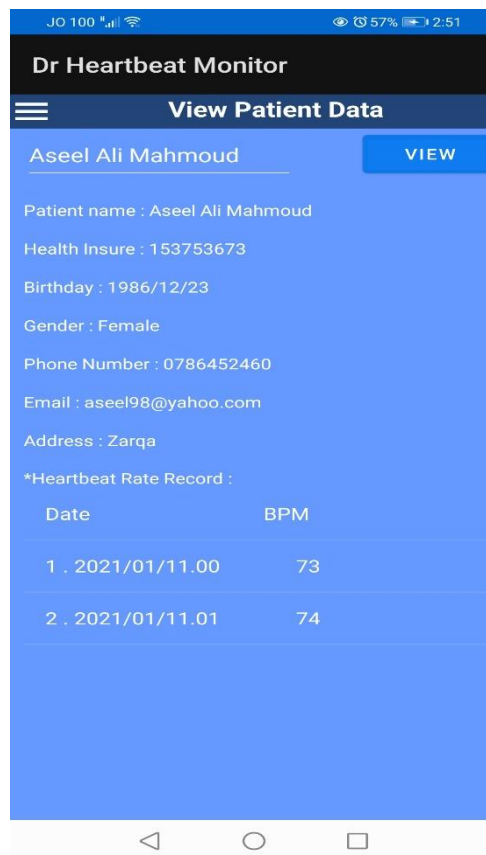 JO 100 57% 2:51
Dr Heartbeat Monitor
View Patient Data
Aseel Ali Mahmoud VIEW
Patient name : Aseel Ali Mahmoud
Health Insure : 153753673
Birthday : 1986/12/23
Gender : Female
Phone Number : 0786452460
Email : aseel98@yahoo.com
Address : Zarqa
*Heartbeat Rate Record :
Date BPM
1 . 2021/01/11.00 73
2 . 2021/01/11.01 74